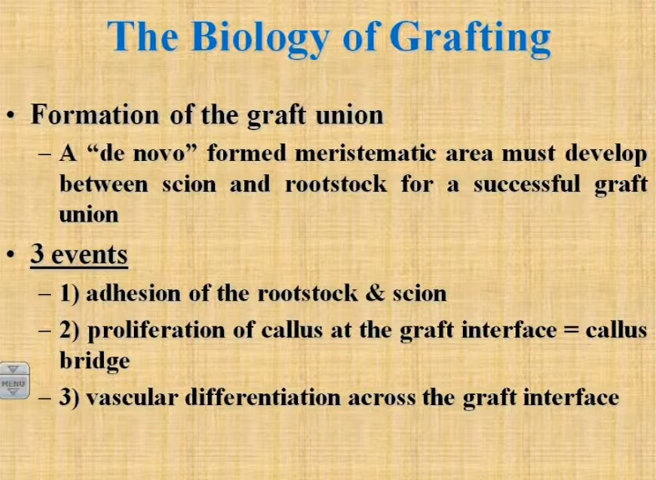 The Biology of Grafting
• Formation of the graft union
– A “de novo” formed meristematic area must develop
between scion and rootstock for a successful graft
union
• 3 events
– 1) adhesion of the rootstock & scion
– 2) proliferation of callus at the graft interface = callus
bridge
MENU
– 3) vascular differentiation across the graft interface